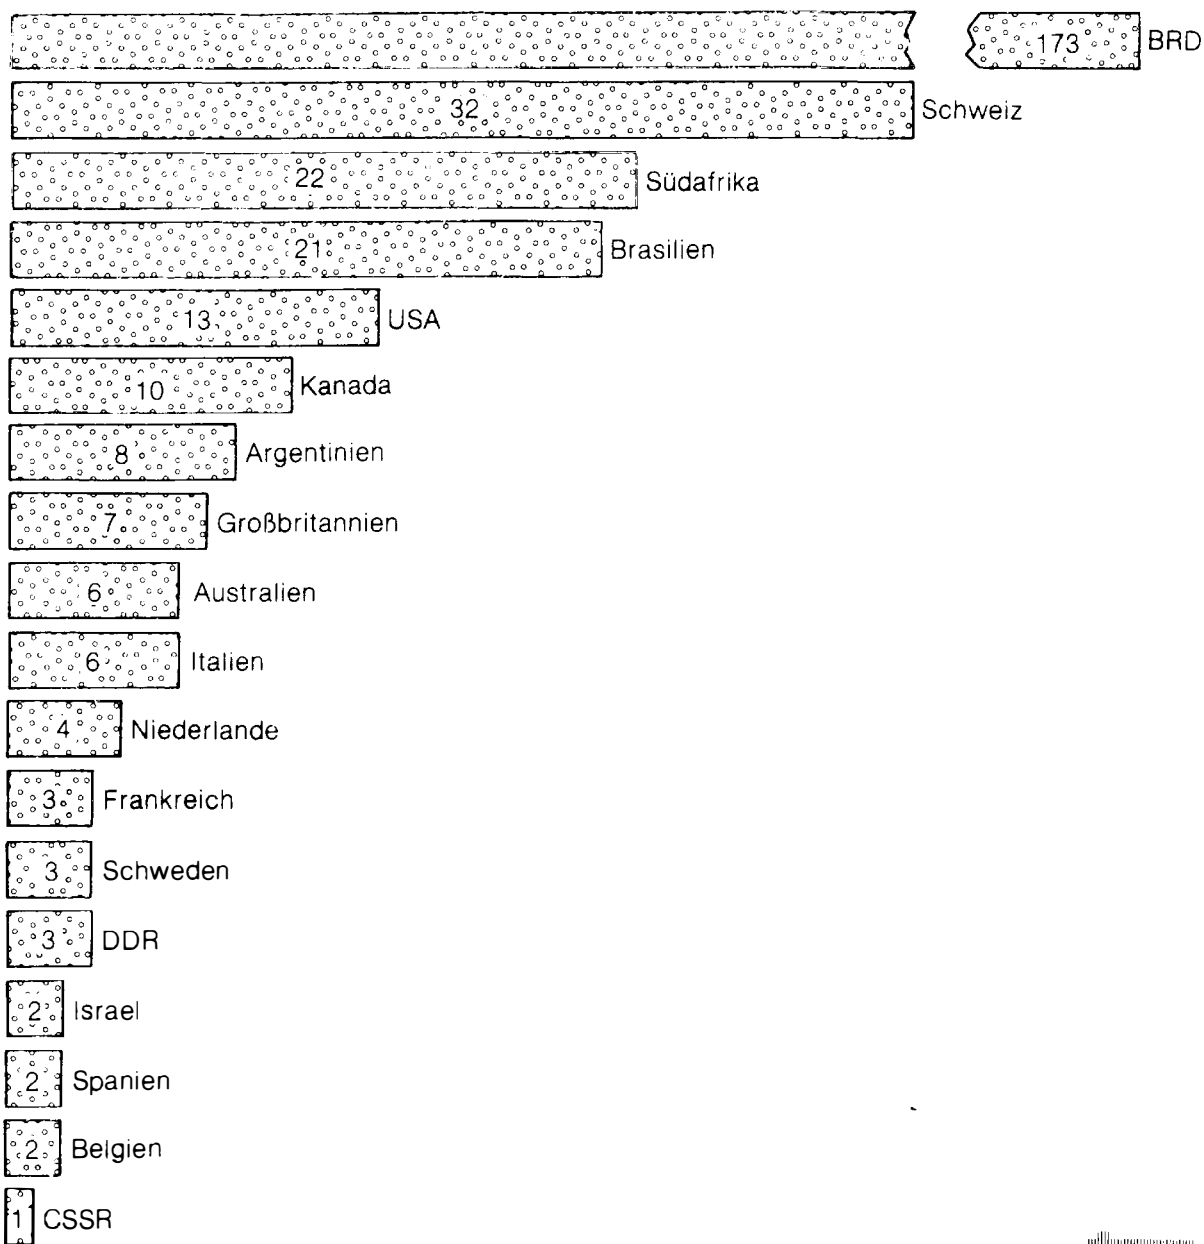 173 BRD
32 Schweiz
22 Südafrika
21 Brasilien
13 USA
10 Kanada
8 Argentinien
7 Großbritannien
6 Australien
6 Italien
4 Niederlande
3 Frankreich
3 Schweden
3 DDR
2 Israel
2 Spanien
2 Belgien
1 CSSR